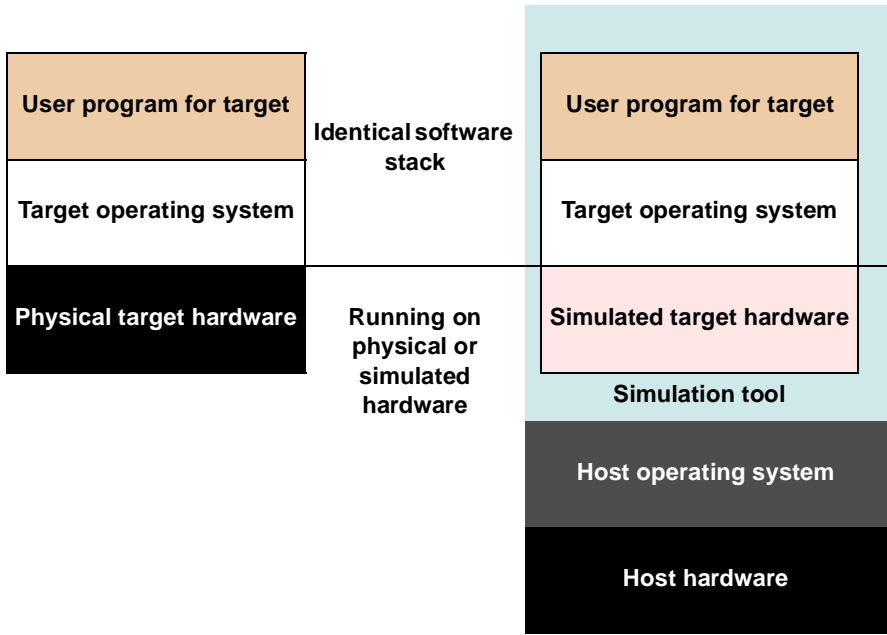 User program for target
Target operating system
Physical target hardware
Identical software
stack
Running on
physical or
simulated
hardware
User program for target
Target operating system
Simulated target hardware
Simulation tool
Host operating system
Host hardware